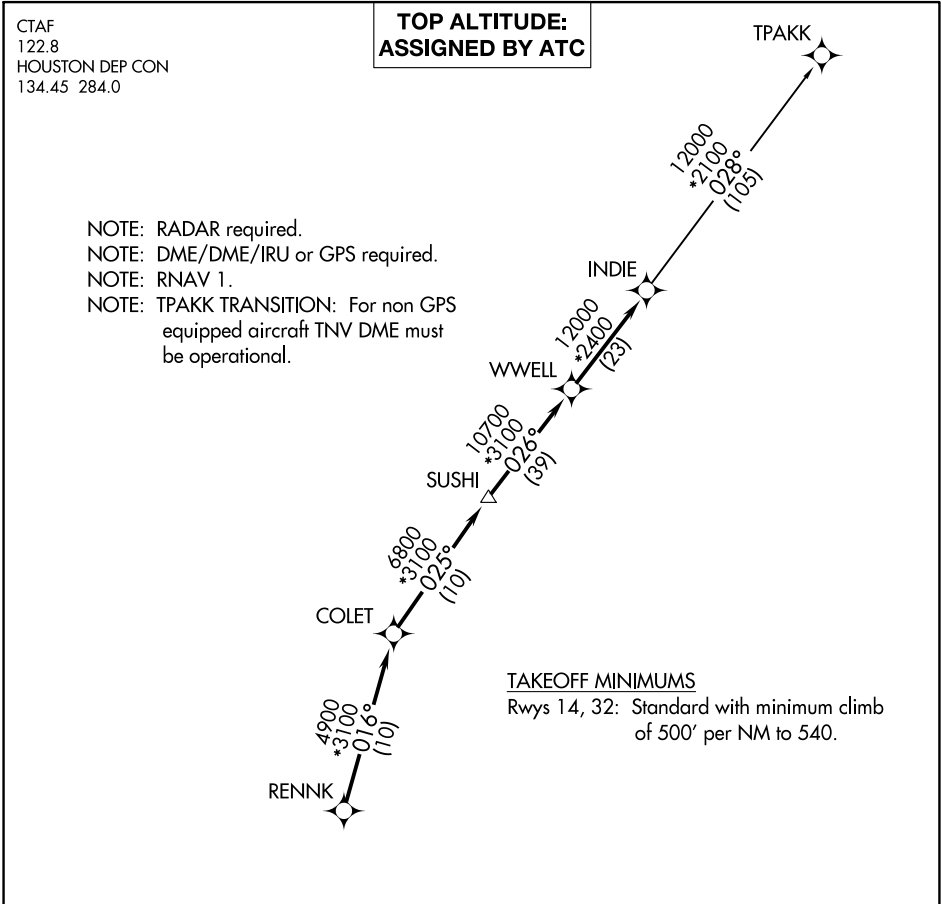 CTAF
122.8
HOUSTON DEP CON
134.45 284.0
TOP ALTITUDE:
ASSIGNED BY ATC
TPAKK
12000
*2100
028°
(105)
NOTE: RADAR required.
NOTE: DME/DME/IRU or GPS required.
NOTE: RNAV 1.
NOTE: TPAKK TRANSITION: For non GPS
equipped aircraft TNV DME must
be operational.
INDIE
12000
*2400
(23)
WWELL
10700
*3100
026°
(39)
SUSHI
6800
*3100
025°
(10)
COLET
4900
*3100
016°
(10)
RENNK
TAKEOFF MINIMUMS
Rwys 14, 32: Standard with minimum climb
of 500' per NM to 540.